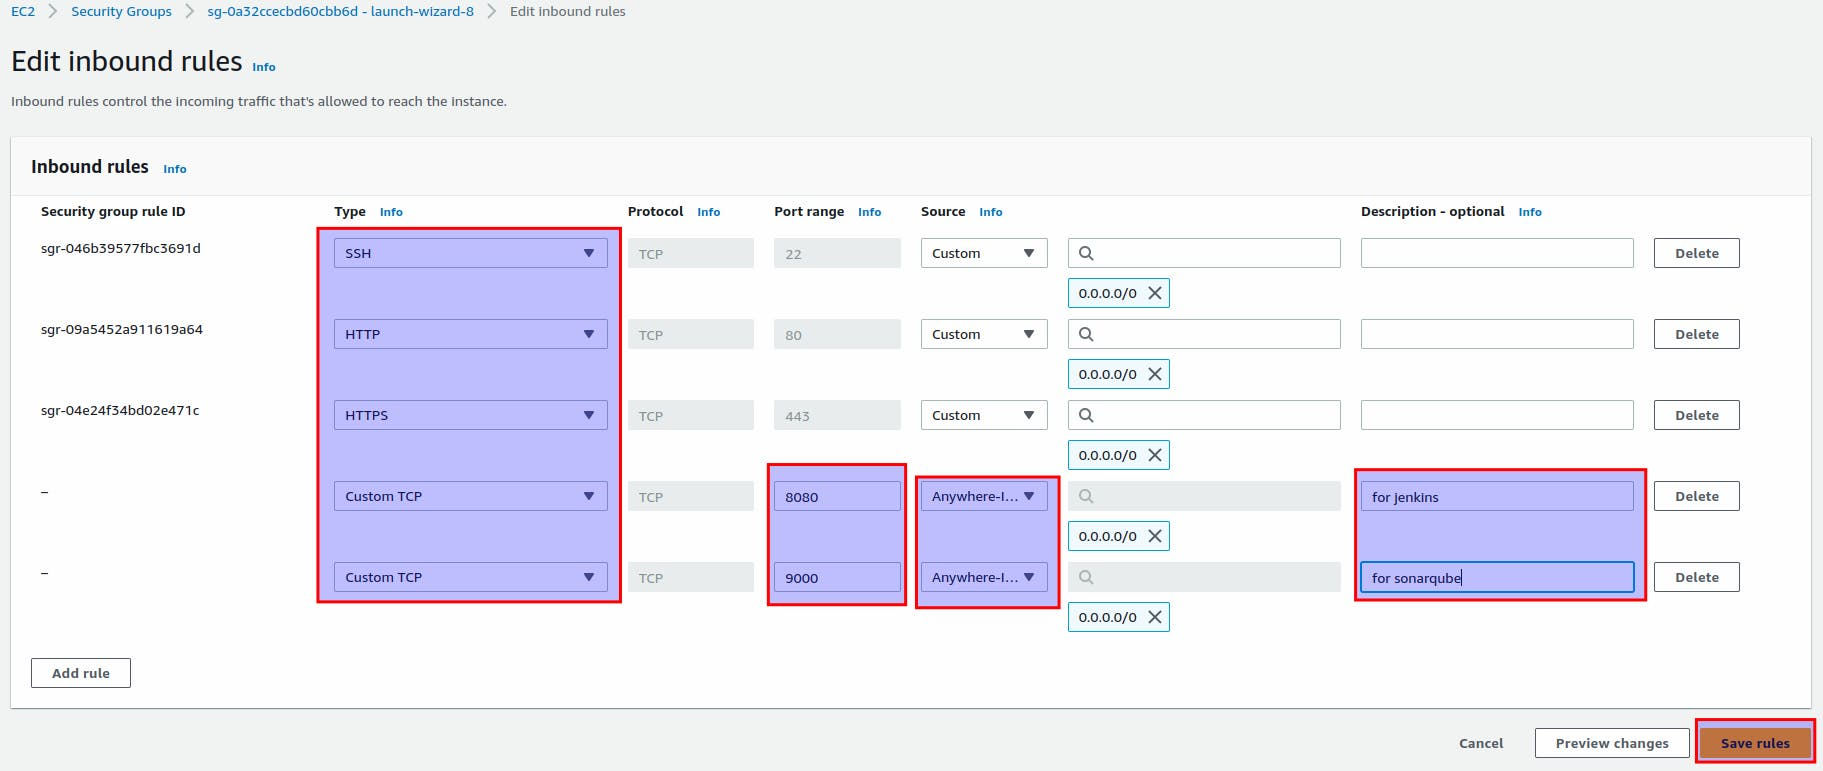 EC2 > Security Groups > sg-0a32ccecbd60cbb6d - launch-wizard-8 > Edit inbound rules
Edit inbound rules Info
Inbound rules control the incoming traffic that's allowed to reach the instance.
Inbound rules Info
Security group rule ID Type Info Protocol Info Port range Info Source Info Description - optional Info
sgr-046b39577fbc3691d SSH TCP 22 Custom Delete
0.0.0.0/0
sgr-09a5452a911619a64 HTTP TCP 80 Custom Delete
0.0.0.0/0
sgr-04e24f34bd02e471c HTTPS TCP 443 Custom Delete
0.0.0.0/0
– Custom TCP TCP 8080 Anywhere-I... for jenkins Delete
0.0.0.0/0
– Custom TCP TCP 9000 Anywhere-I... for sonarqube Delete
0.0.0.0/0
Add rule
Cancel Preview changes Save rules